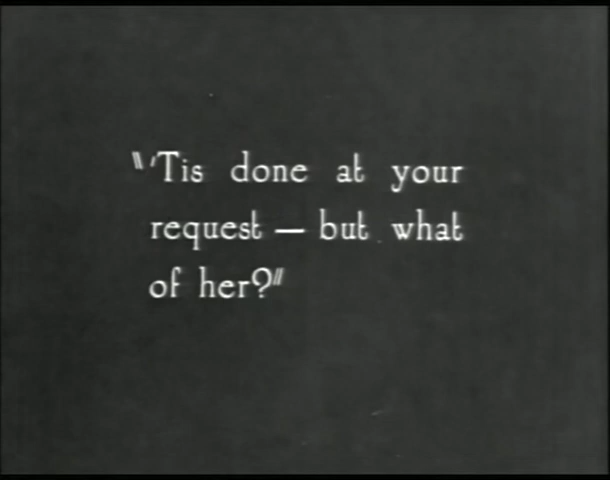 "'Tis done at your
request — but what
of her?"